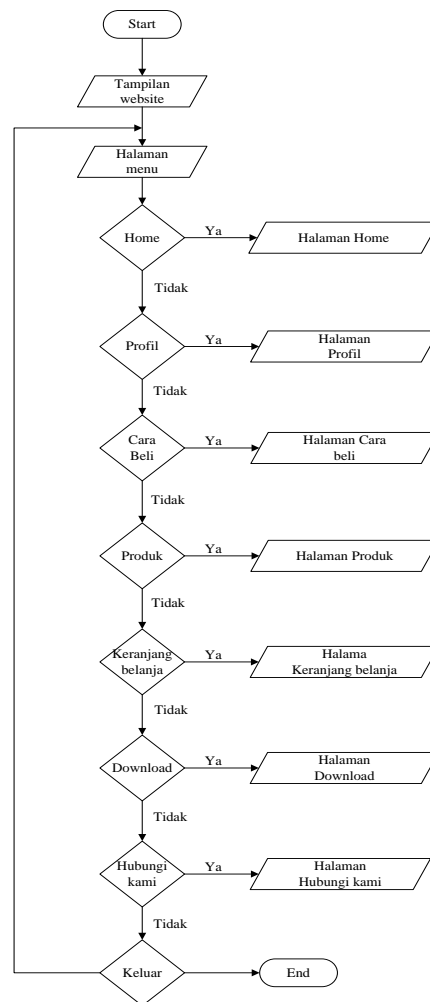 Start
Tampilan
website
Halaman
menu
Home
Ya
Halaman Home
Tidak
Profil
Ya
Halaman
Profil
Tidak
Cara
Beli
Ya
Halaman Cara
beli
Tidak
Produk
Ya
Halaman Produk
Tidak
Keranjang
belanja
Ya
Halama
Keranjang belanja
Tidak
Download
Ya
Halaman
Download
Tidak
Hubungi
kami
Ya
Halaman
Hubungi kami
Tidak
Keluar
End